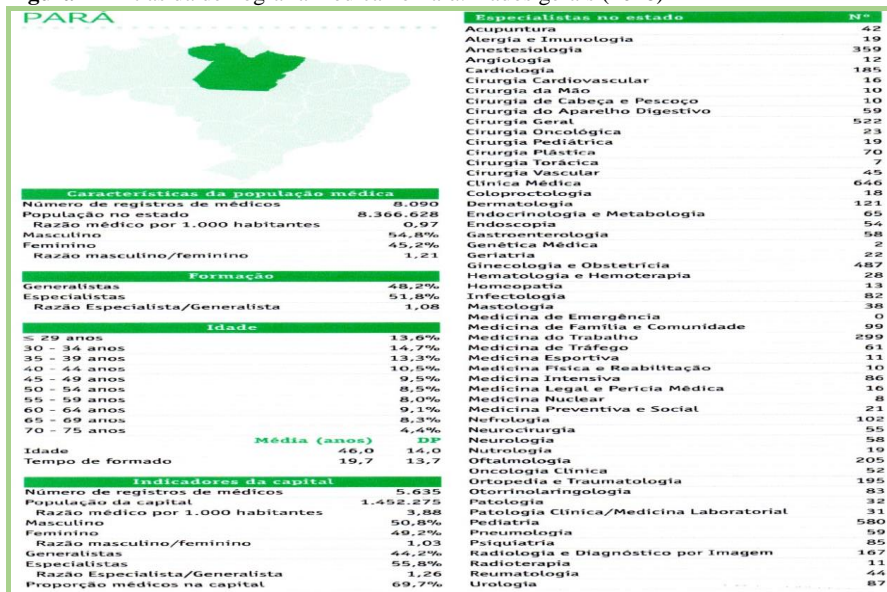 PARÁ
Características da população médica
Número de registros de médicos 8.090
População no estado 8.366.628
Razão médico por 1.000 habitantes 0,97
Masculino 54,8%
Feminino 45,2%
Razão masculino/feminino 1,21
Formação
Generalistas 48,2%
Especialistas 51,8%
Razão Especialista/Generalista 1,08
Idade
≤ 29 anos 13,6%
30 - 34 anos 14,7%
35 - 39 anos 13,3%
40 - 44 anos 10,5%
45 - 49 anos 9,5%
50 - 54 anos 8,5%
55 - 59 anos 8,0%
60 - 64 anos 9,1%
65 - 69 anos 8,3%
70 - 75 anos 4,4%
Média (anos) DP
Idade 46,0 14,0
Tempo de formado 19,7 13,7
Indicadores da capital
Número de registros de médicos 5.635
População da capital 1.452.275
Razão médico por 1.000 habitantes 3,88
Masculino 50,8%
Feminino 49,2%
Razão masculino/feminino 1,03
Generalistas 44,2%
Especialistas 55,8%
Razão Especialista/Generalista 1,26
Proporção médicos na capital 69,7%
Especialistas no estado Nº
Acupuntura 42
Alergia e Imunologia 19
Anestesiologia 359
Angiologia 12
Cardiologia 185
Cirurgia Cardiovascular 16
Cirurgia da Mão 10
Cirurgia de Cabeça e Pescoço 10
Cirurgia do Aparelho Digestivo 59
Cirurgia Geral 522
Cirurgia Oncológica 23
Cirurgia Pediátrica 19
Cirurgia Plástica 70
Cirurgia Torácica 7
Cirurgia Vascular 45
Clínica Médica 646
Coloproctologia 18
Dermatologia 121
Endocrinologia e Metabologia 65
Endoscopia 54
Gastroenterologia 58
Genética Médica 2
Geriatria 22
Ginecologia e Obstetrícia 487
Hematologia e Hemoterapia 28
Homeopatia 13
Infectologia 82
Mastologia 38
Medicina de Emergência 0
Medicina de Família e Comunidade 99
Medicina do Trabalho 299
Medicina de Tráfego 61
Medicina Esportiva 11
Medicina Física e Reabilitação 10
Medicina Intensiva 86
Medicina Legal e Perícia Médica 16
Medicina Nuclear 8
Medicina Preventiva e Social 21
Nefrologia 102
Neurocirurgia 55
Neurologia 58
Nutrologia 19
Oftalmologia 205
Oncologia Clínica 52
Ortopedia e Traumatologia 195
Otorrinolaringologia 83
Patologia 32
Patologia Clínica/Medicina Laboratorial 31
Pediatria 580
Pneumologia 59
Psiquiatria 85
Radiologia e Diagnóstico por Imagem 167
Radioterapia 11
Reumatologia 44
Urologia 87